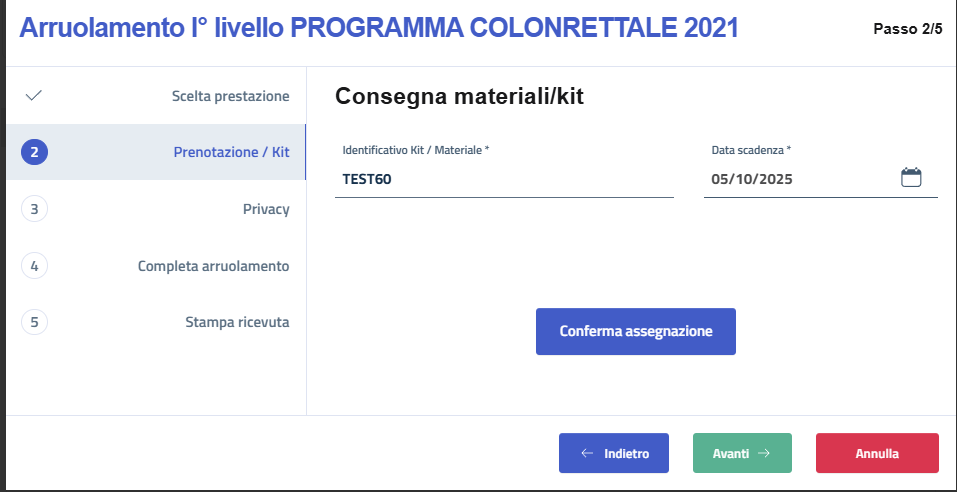 Arruolamento I° livello PROGRAMMA COLONRETTALE 2021
Passo 2/5
Scelta prestazione
2 Prenotazione / Kit
3 Privacy
4 Completa arruolamento
5 Stampa ricevuta
Consegna materiali/kit
Identificativo Kit / Materiale *
TEST60
Data scadenza *
05/10/2025
Conferma assegnazione
Indietro
Avanti
Annulla